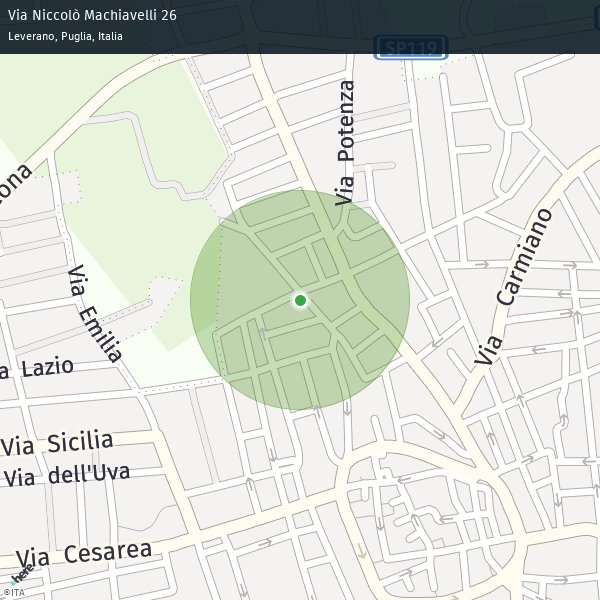 Via Niccolò Machiavelli 26
Leverano, Puglia, Italia
SP119
Via Potenza
ona
Via Carmiano
Via Emilia
a Lazio
Via Sicilia
Via dell'Uva
Via Cesarea
here
©ITA